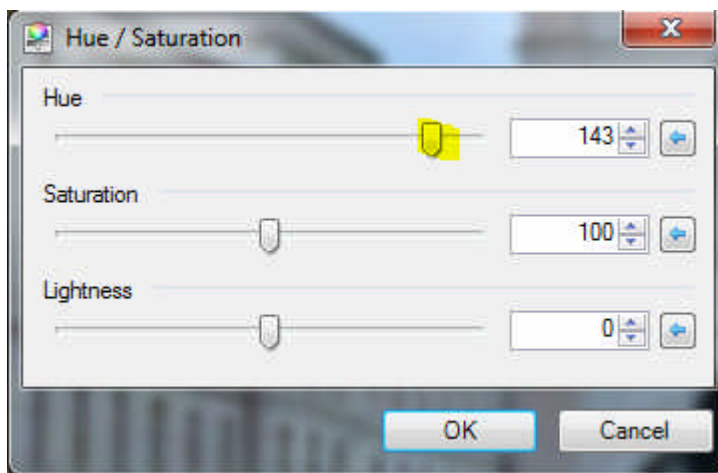 Hue / Saturation
Hue
143
Saturation
100
Lightness
0
OK
Cancel